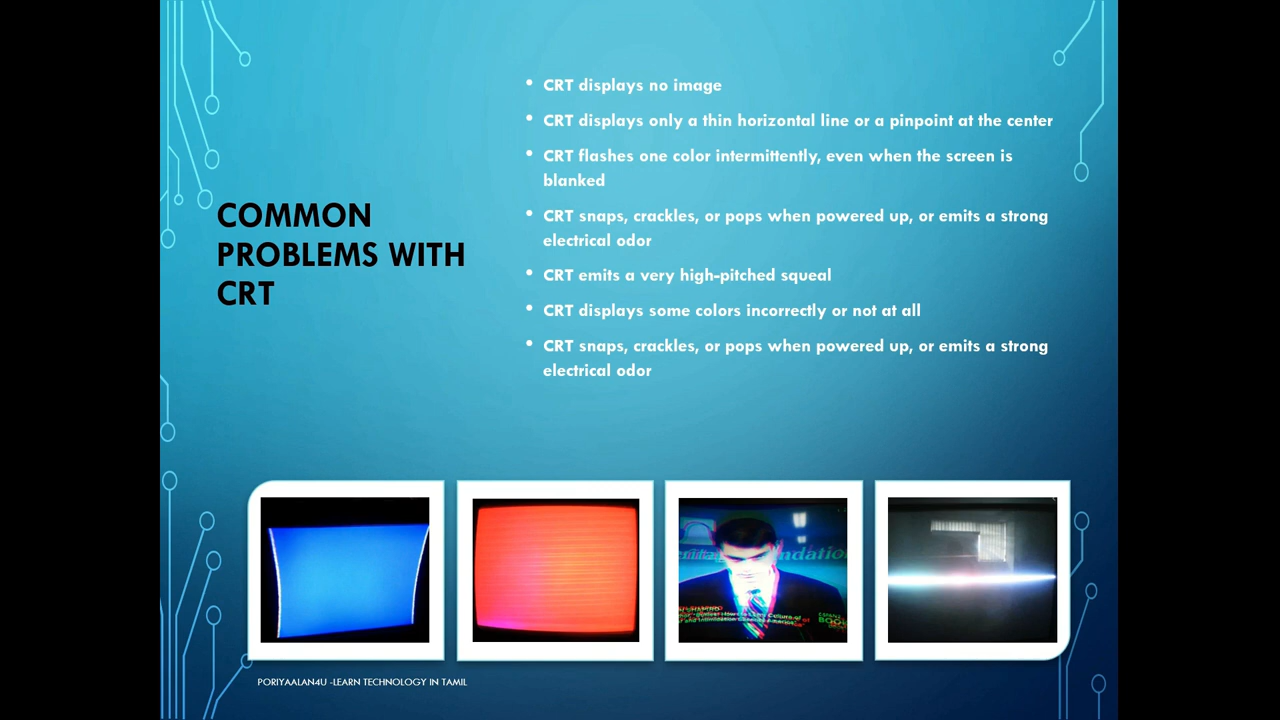 COMMON
PROBLEMS WITH
CRT
• CRT displays no image
• CRT displays only a thin horizontal line or a pinpoint at the center
• CRT flashes one color intermittently, even when the screen is
blanked
• CRT snaps, crackles, or pops when powered up, or emits a strong
electrical odor
• CRT emits a very high-pitched squeal
• CRT displays some colors incorrectly or not at all
• CRT snaps, crackles, or pops when powered up, or emits a strong
electrical odor
PORIYAALAN4U -LEARN TECHNOLOGY IN TAMIL